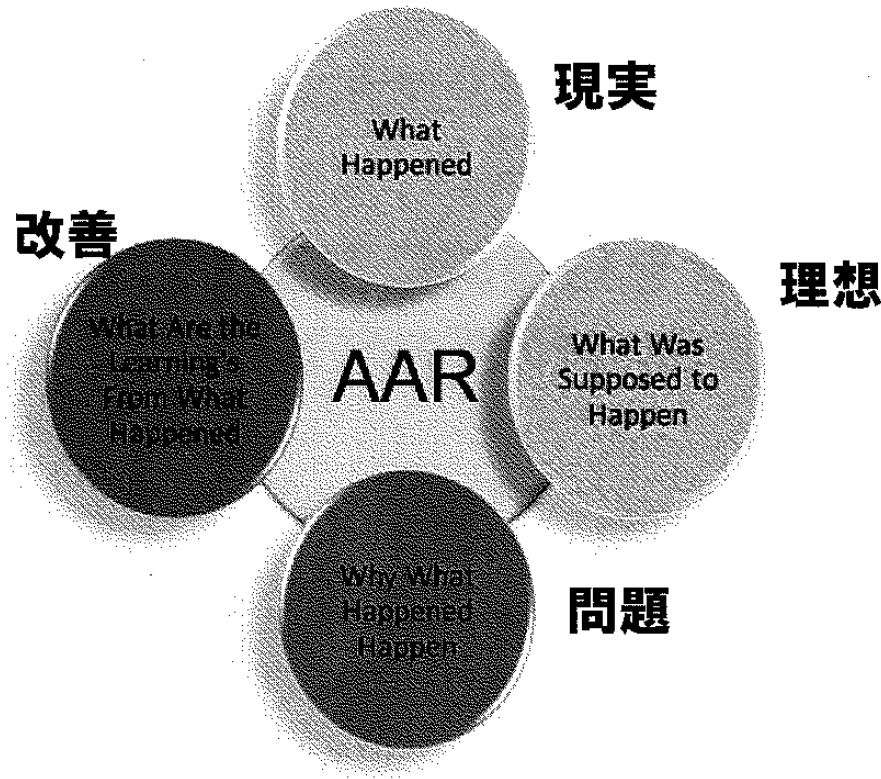 現実
What
Happened
改善
What Are the
Learning's
From What
Happened
AAR
理想
What Was
Supposed to
Happen
Why What
Happened
Happen
問題